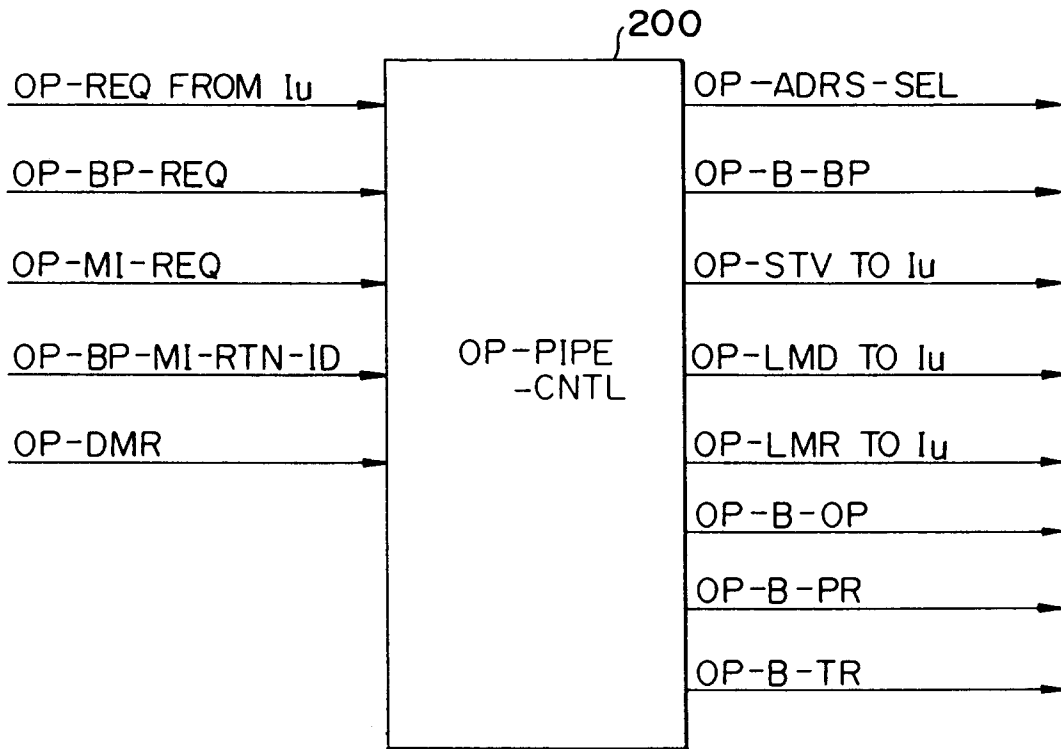 200
OP-REQ FROM Iu
OP-BP-REQ
OP-MI-REQ
OP-BP-MI-RTN-ID
OP-DMR
OP-PIPE
-CNTL
OP-ADRS-SEL
OP-B-BP
OP-STV TO Iu
OP-LMD TO Iu
OP-LMR TO Iu
OP-B-OP
OP-B-PR
OP-B-TR